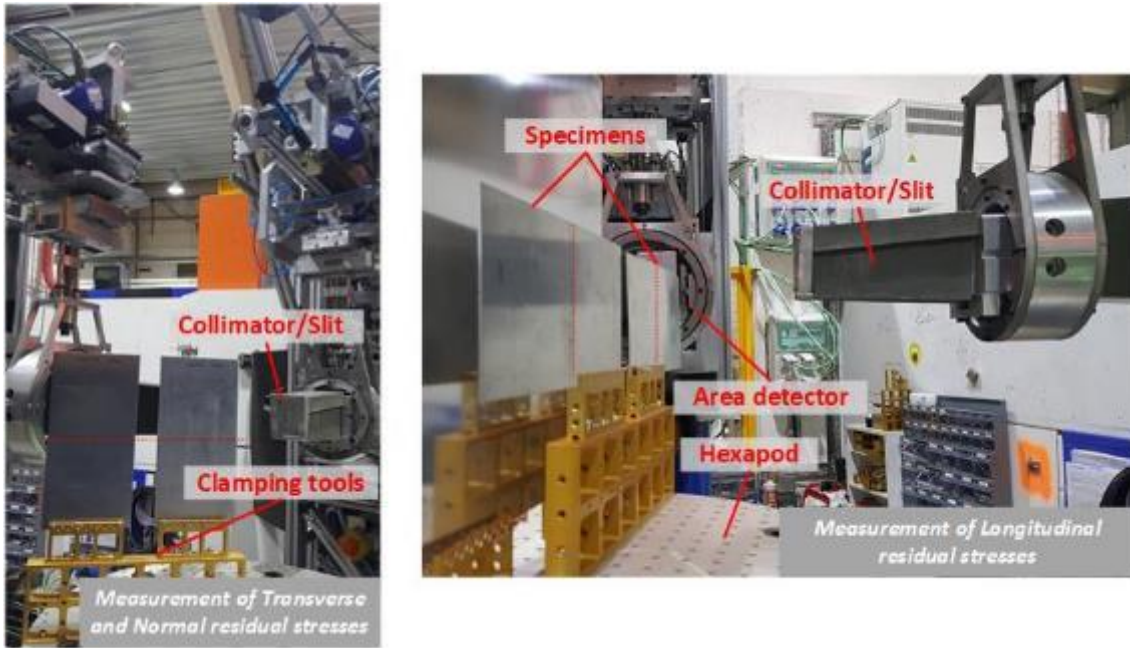 Collimator/Slit
Clamping tools
Measurement of Transverse
and Normal residual stresses
Specimens
Collimator/Slit
Area detector
Hexapod
Measurement of Longitudinal
residual stresses